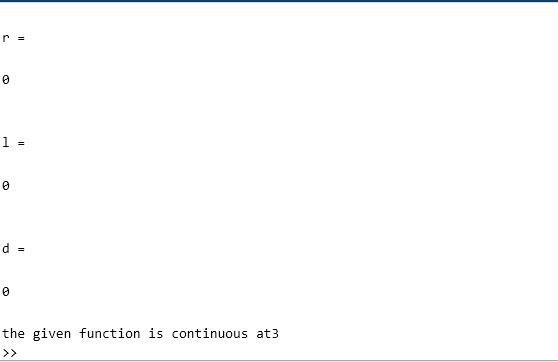 r =
0
l =
0
d =
0
the given function is continuous at3
>>